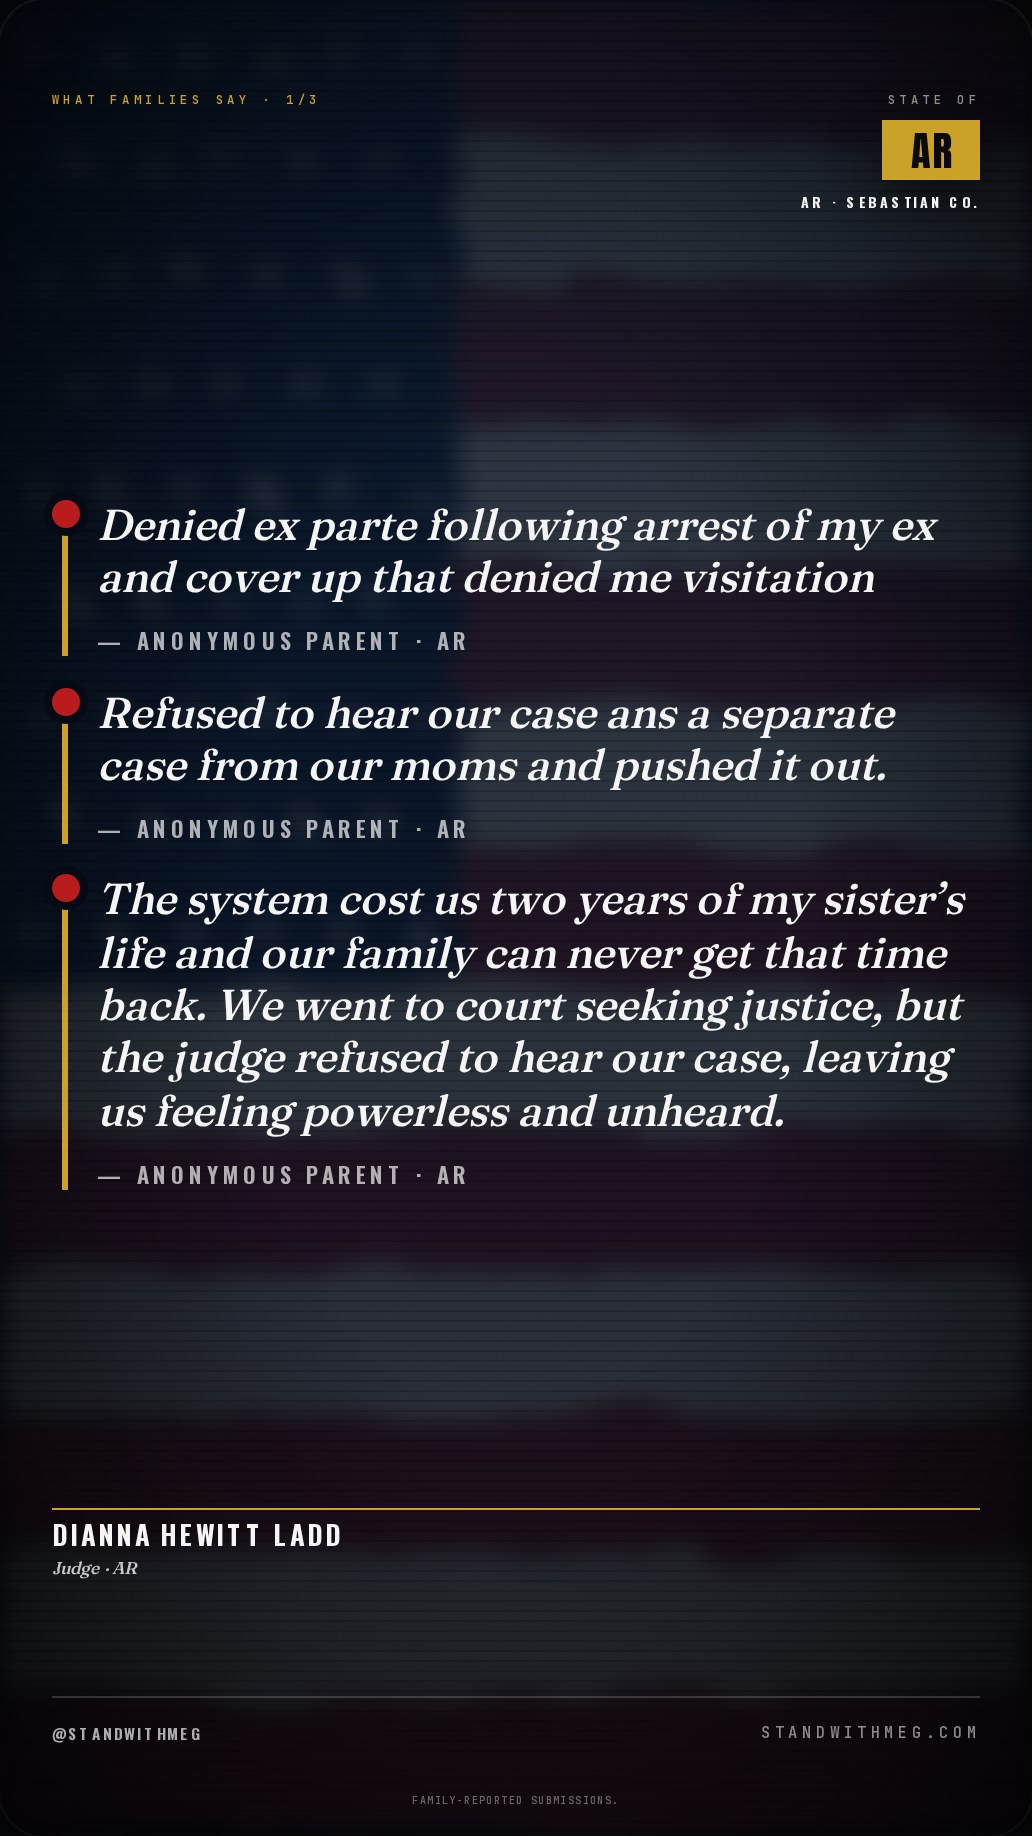 WHAT FAMILIES SAY · 1/3
STATE OF
AR
AR · SEBASTIAN CO.
Denied ex parte following arrest of my ex
and cover up that denied me visitation
— ANONYMOUS PARENT · AR
Refused to hear our case ans a separate
case from our moms and pushed it out.
— ANONYMOUS PARENT · AR
The system cost us two years of my sister’s
life and our family can never get that time
back. We went to court seeking justice, but
the judge refused to hear our case, leaving
us feeling powerless and unheard.
— ANONYMOUS PARENT · AR
DIANNA HEWITT LADD
Judge · AR
@STANDWITHMEG
STANDWITHMEG.COM
FAMILY-REPORTED SUBMISSIONS.